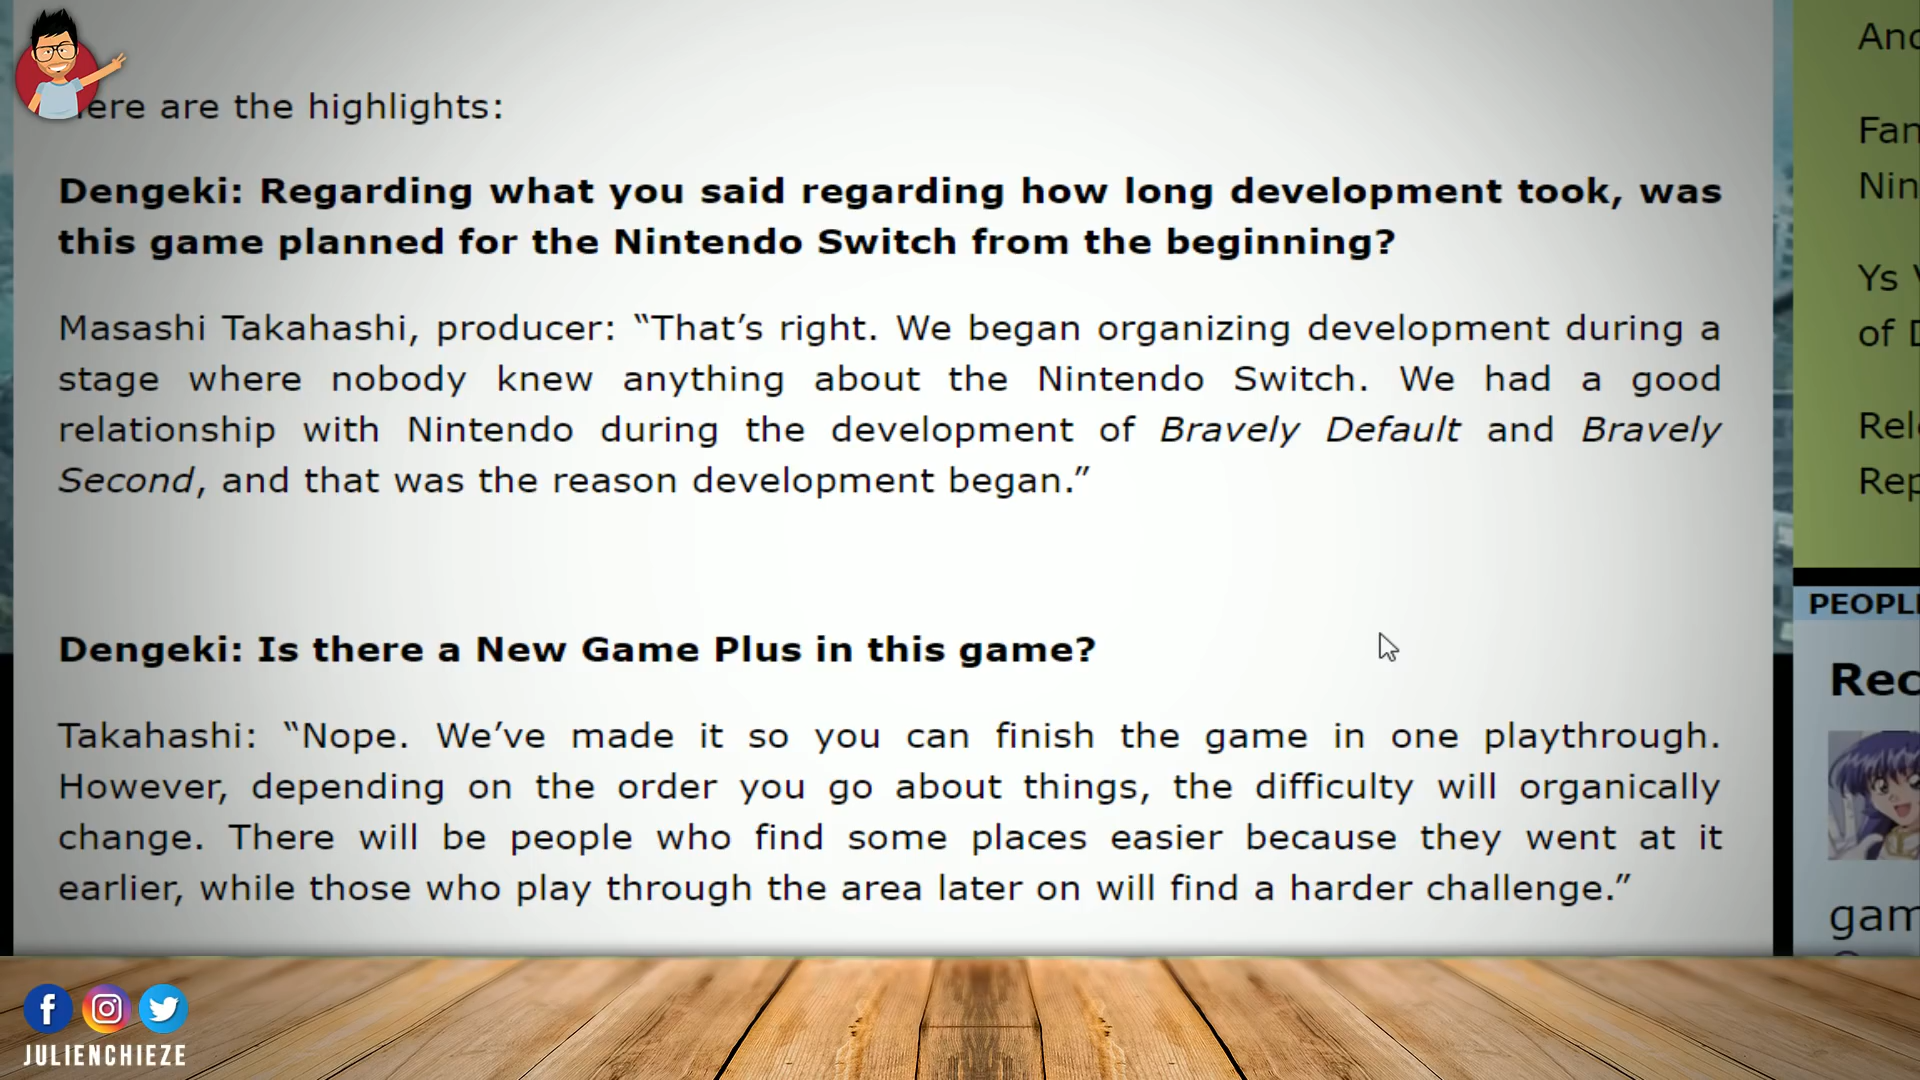 ere are the highlights:
Dengeki: Regarding what you said regarding how long development took, was
this game planned for the Nintendo Switch from the beginning?
Masashi Takahashi, producer: “That’s right. We began organizing development during a
stage where nobody knew anything about the Nintendo Switch. We had a good
relationship with Nintendo during the development of Bravely Default and Bravely
Second, and that was the reason development began.”
Dengeki: Is there a New Game Plus in this game?
Takahashi: “Nope. We’ve made it so you can finish the game in one playthrough.
However, depending on the order you go about things, the difficulty will organically
change. There will be people who find some places easier because they went at it
earlier, while those who play through the area later on will find a harder challenge.”
Fan
Nin
Ys
of
Rel
Rep
PEOPL
Rec
gam
JULIENCHIEZE